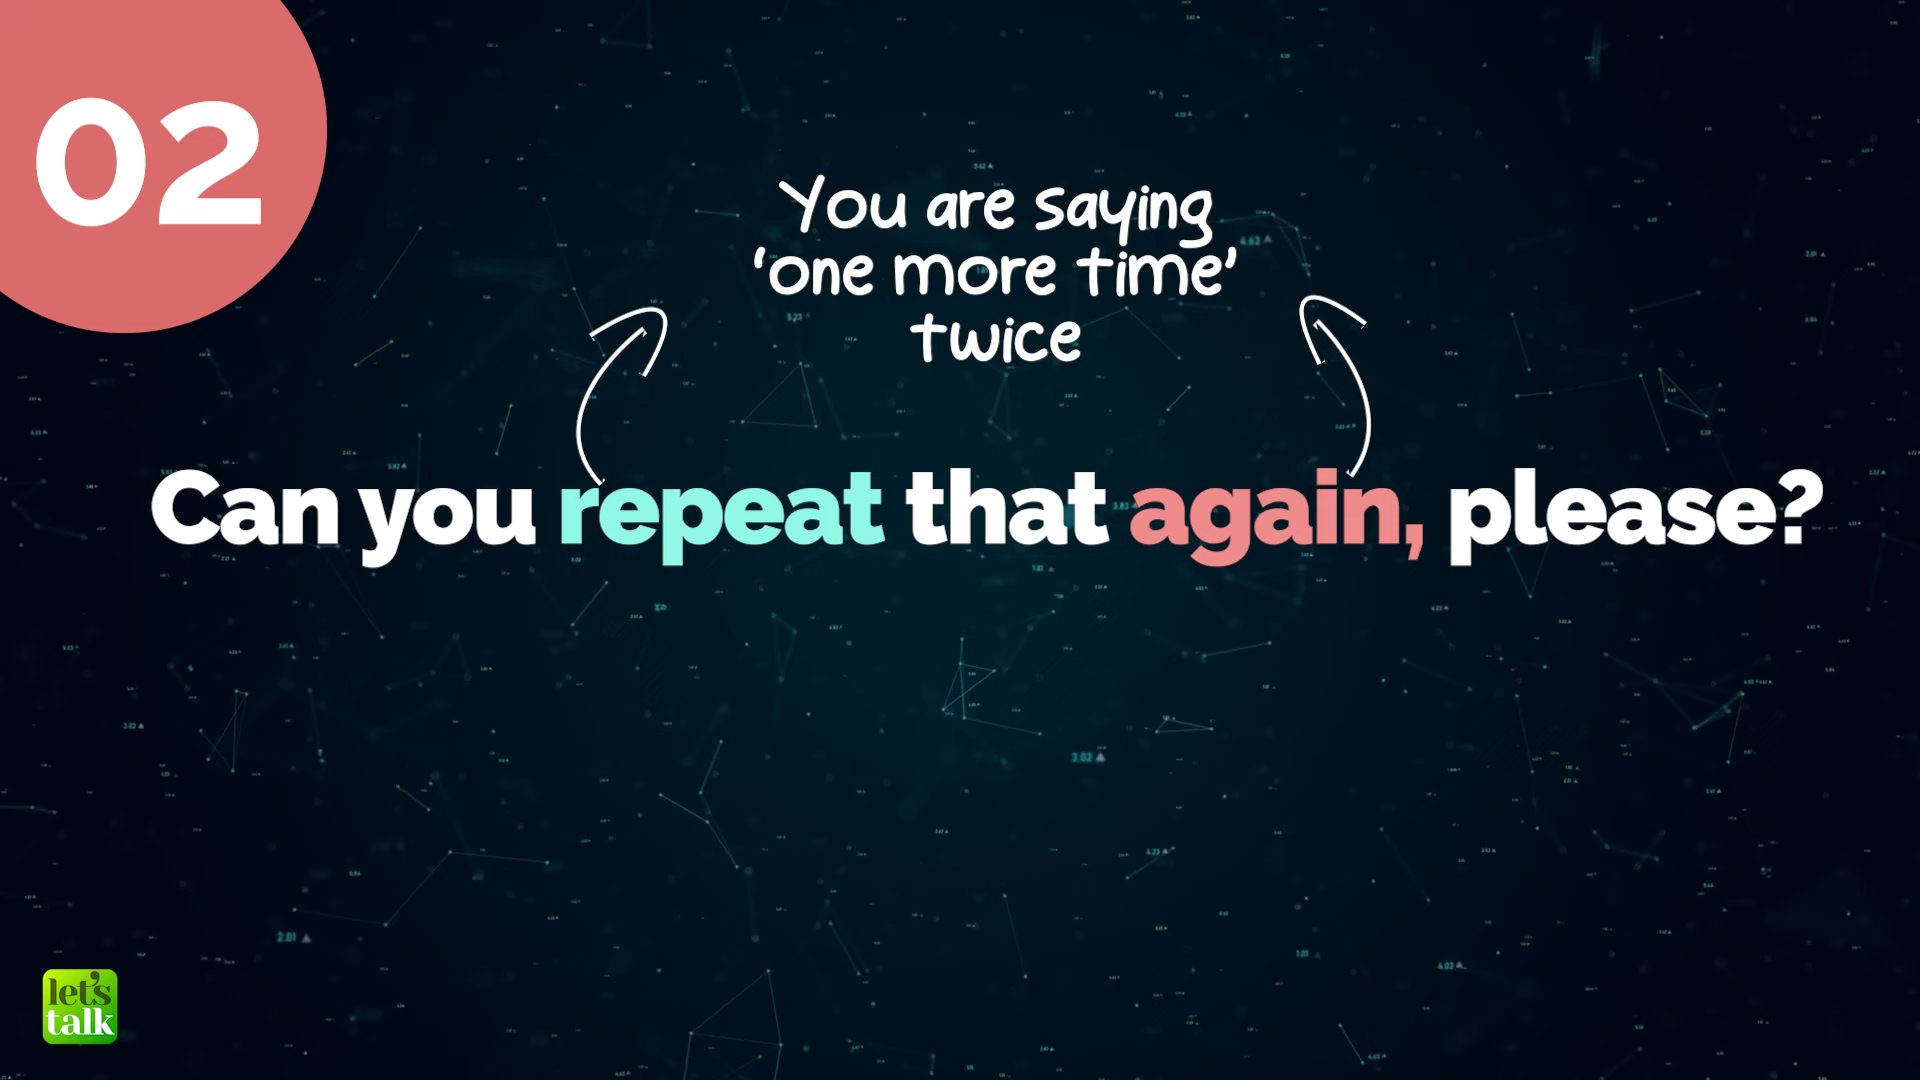 02
You are saying
‘one more time’
twice
Can you repeat that again, please?
let's
talk